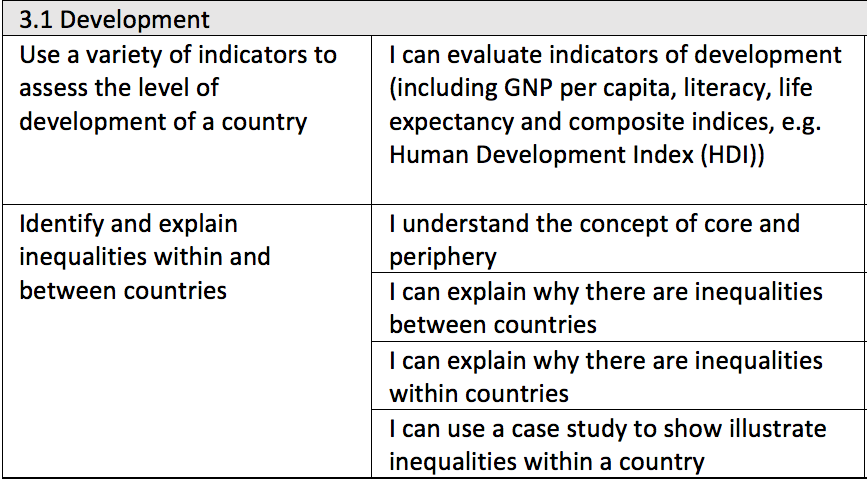 3.1 Development
Use a variety of indicators to
assess the level of
development of a country
I can evaluate indicators of development
(including GNP per capita, literacy, life
expectancy and composite indices, e.g.
Human Development Index (HDI))
Identify and explain
inequalities within and
between countries
I understand the concept of core and
periphery
I can explain why there are inequalities
between countries
I can explain why there are inequalities
within countries
I can use a case study to show illustrate
inequalities within a country